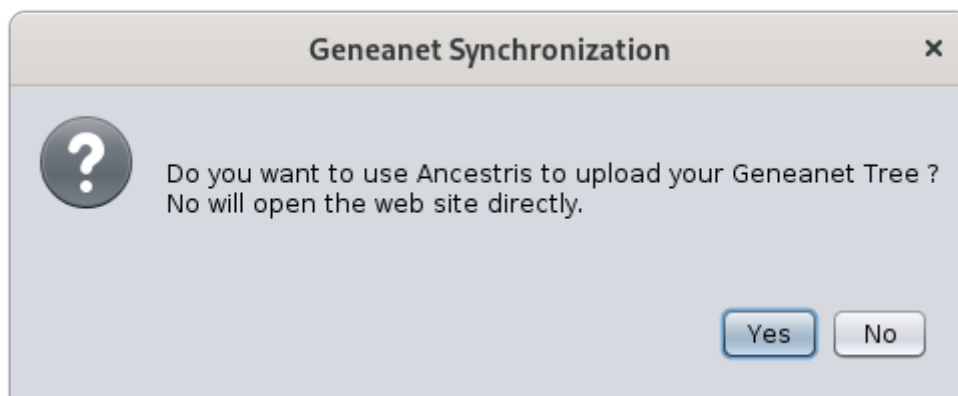 Geneanet Synchronization
Do you want to use Ancestris to upload your Geneanet Tree ?
No will open the web site directly.
Yes No